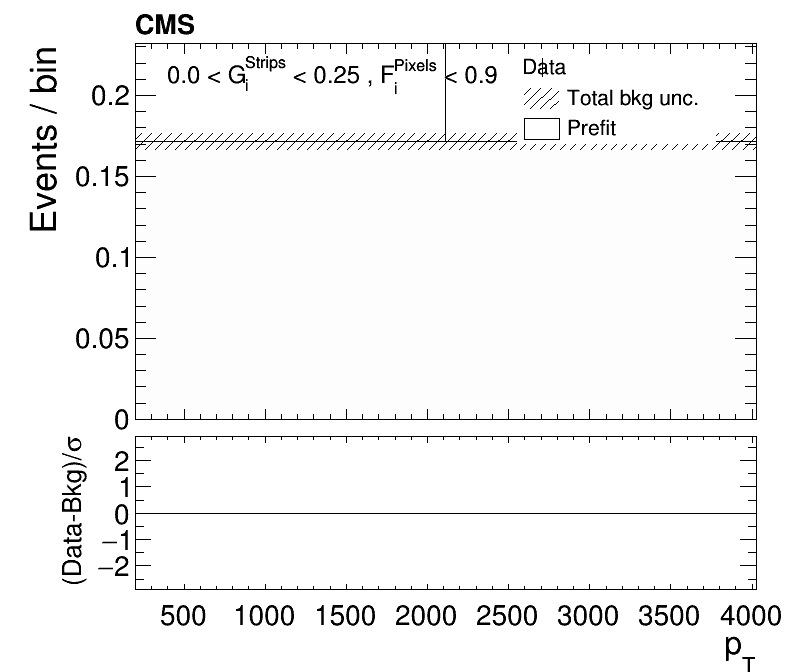 CMS
0.0 < G_i^Strips < 0.25 , F_i^Pixels < 0.9
Data
Total bkg unc.
Prefit
Events / bin
0.2
0.15
0.1
0.05
0
(Data-Bkg)/σ
2
1
0
−1
−2
500 1000 1500 2000 2500 3000 3500 4000
p_T